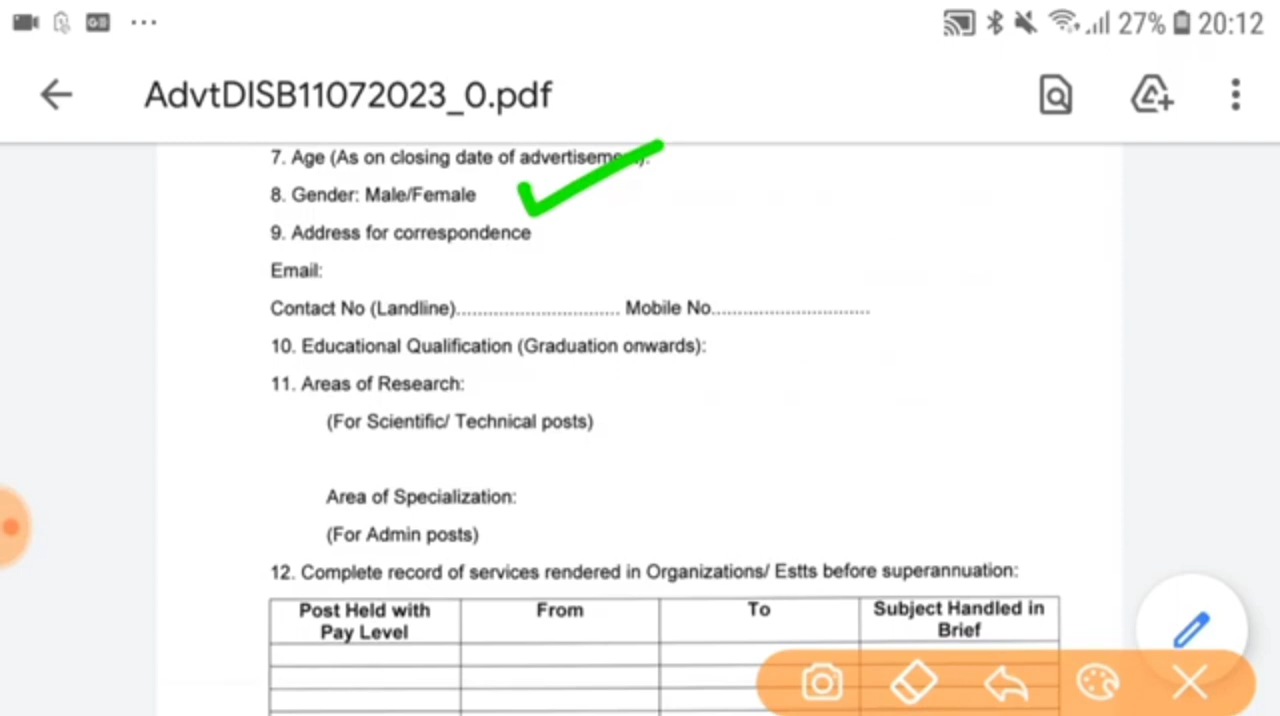 27% 20:12
AdvtDISB11072023_0.pdf
7. Age (As on closing date of advertisement):
8. Gender: Male/Female
9. Address for correspondence
Email:
Contact No (Landline).............................. Mobile No.............................
10. Educational Qualification (Graduation onwards):
11. Areas of Research:
(For Scientific/ Technical posts)
Area of Specialization:
(For Admin posts)
12. Complete record of services rendered in Organizations/ Estts before superannuation:
Post Held with Pay Level From To Subject Handled in Brief